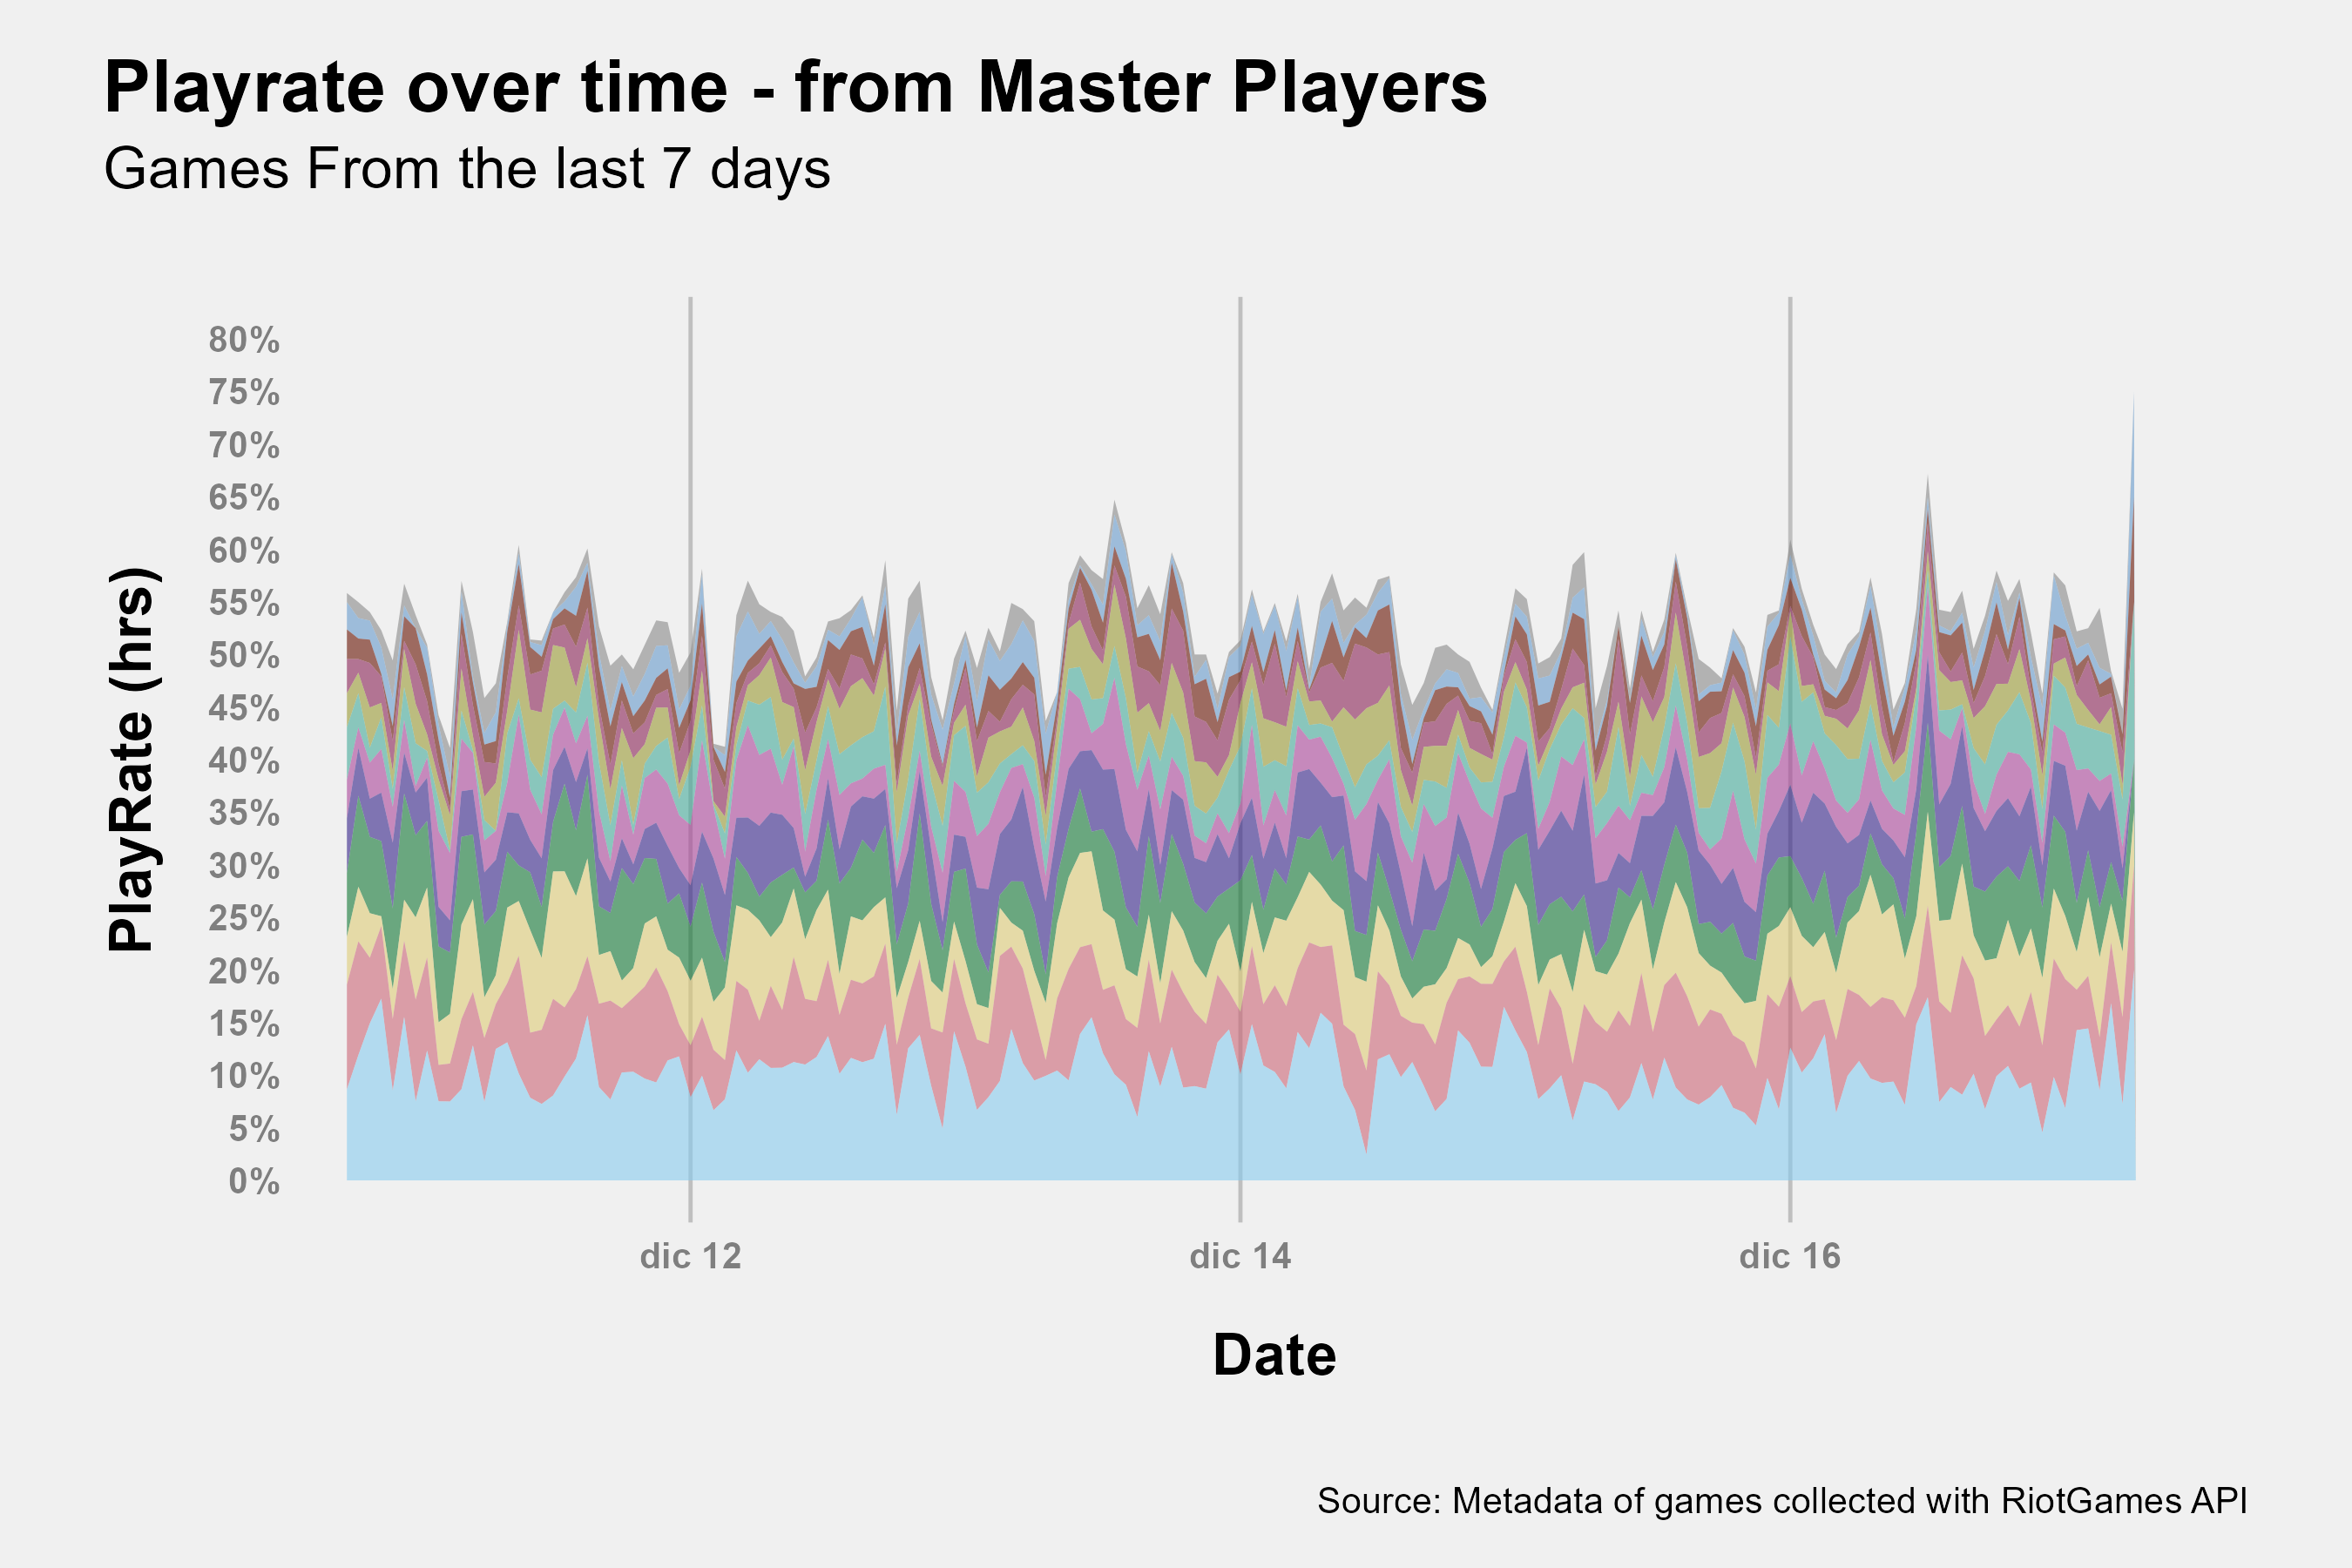 Playrate over time - from Master Players
Games From the last 7 days
PlayRate (hrs)
80%
75%
70%
65%
60%
55%
50%
45%
40%
35%
30%
25%
20%
15%
10%
5%
0%
dic 12
dic 14
dic 16
Date
Source: Metadata of games collected with RiotGames API